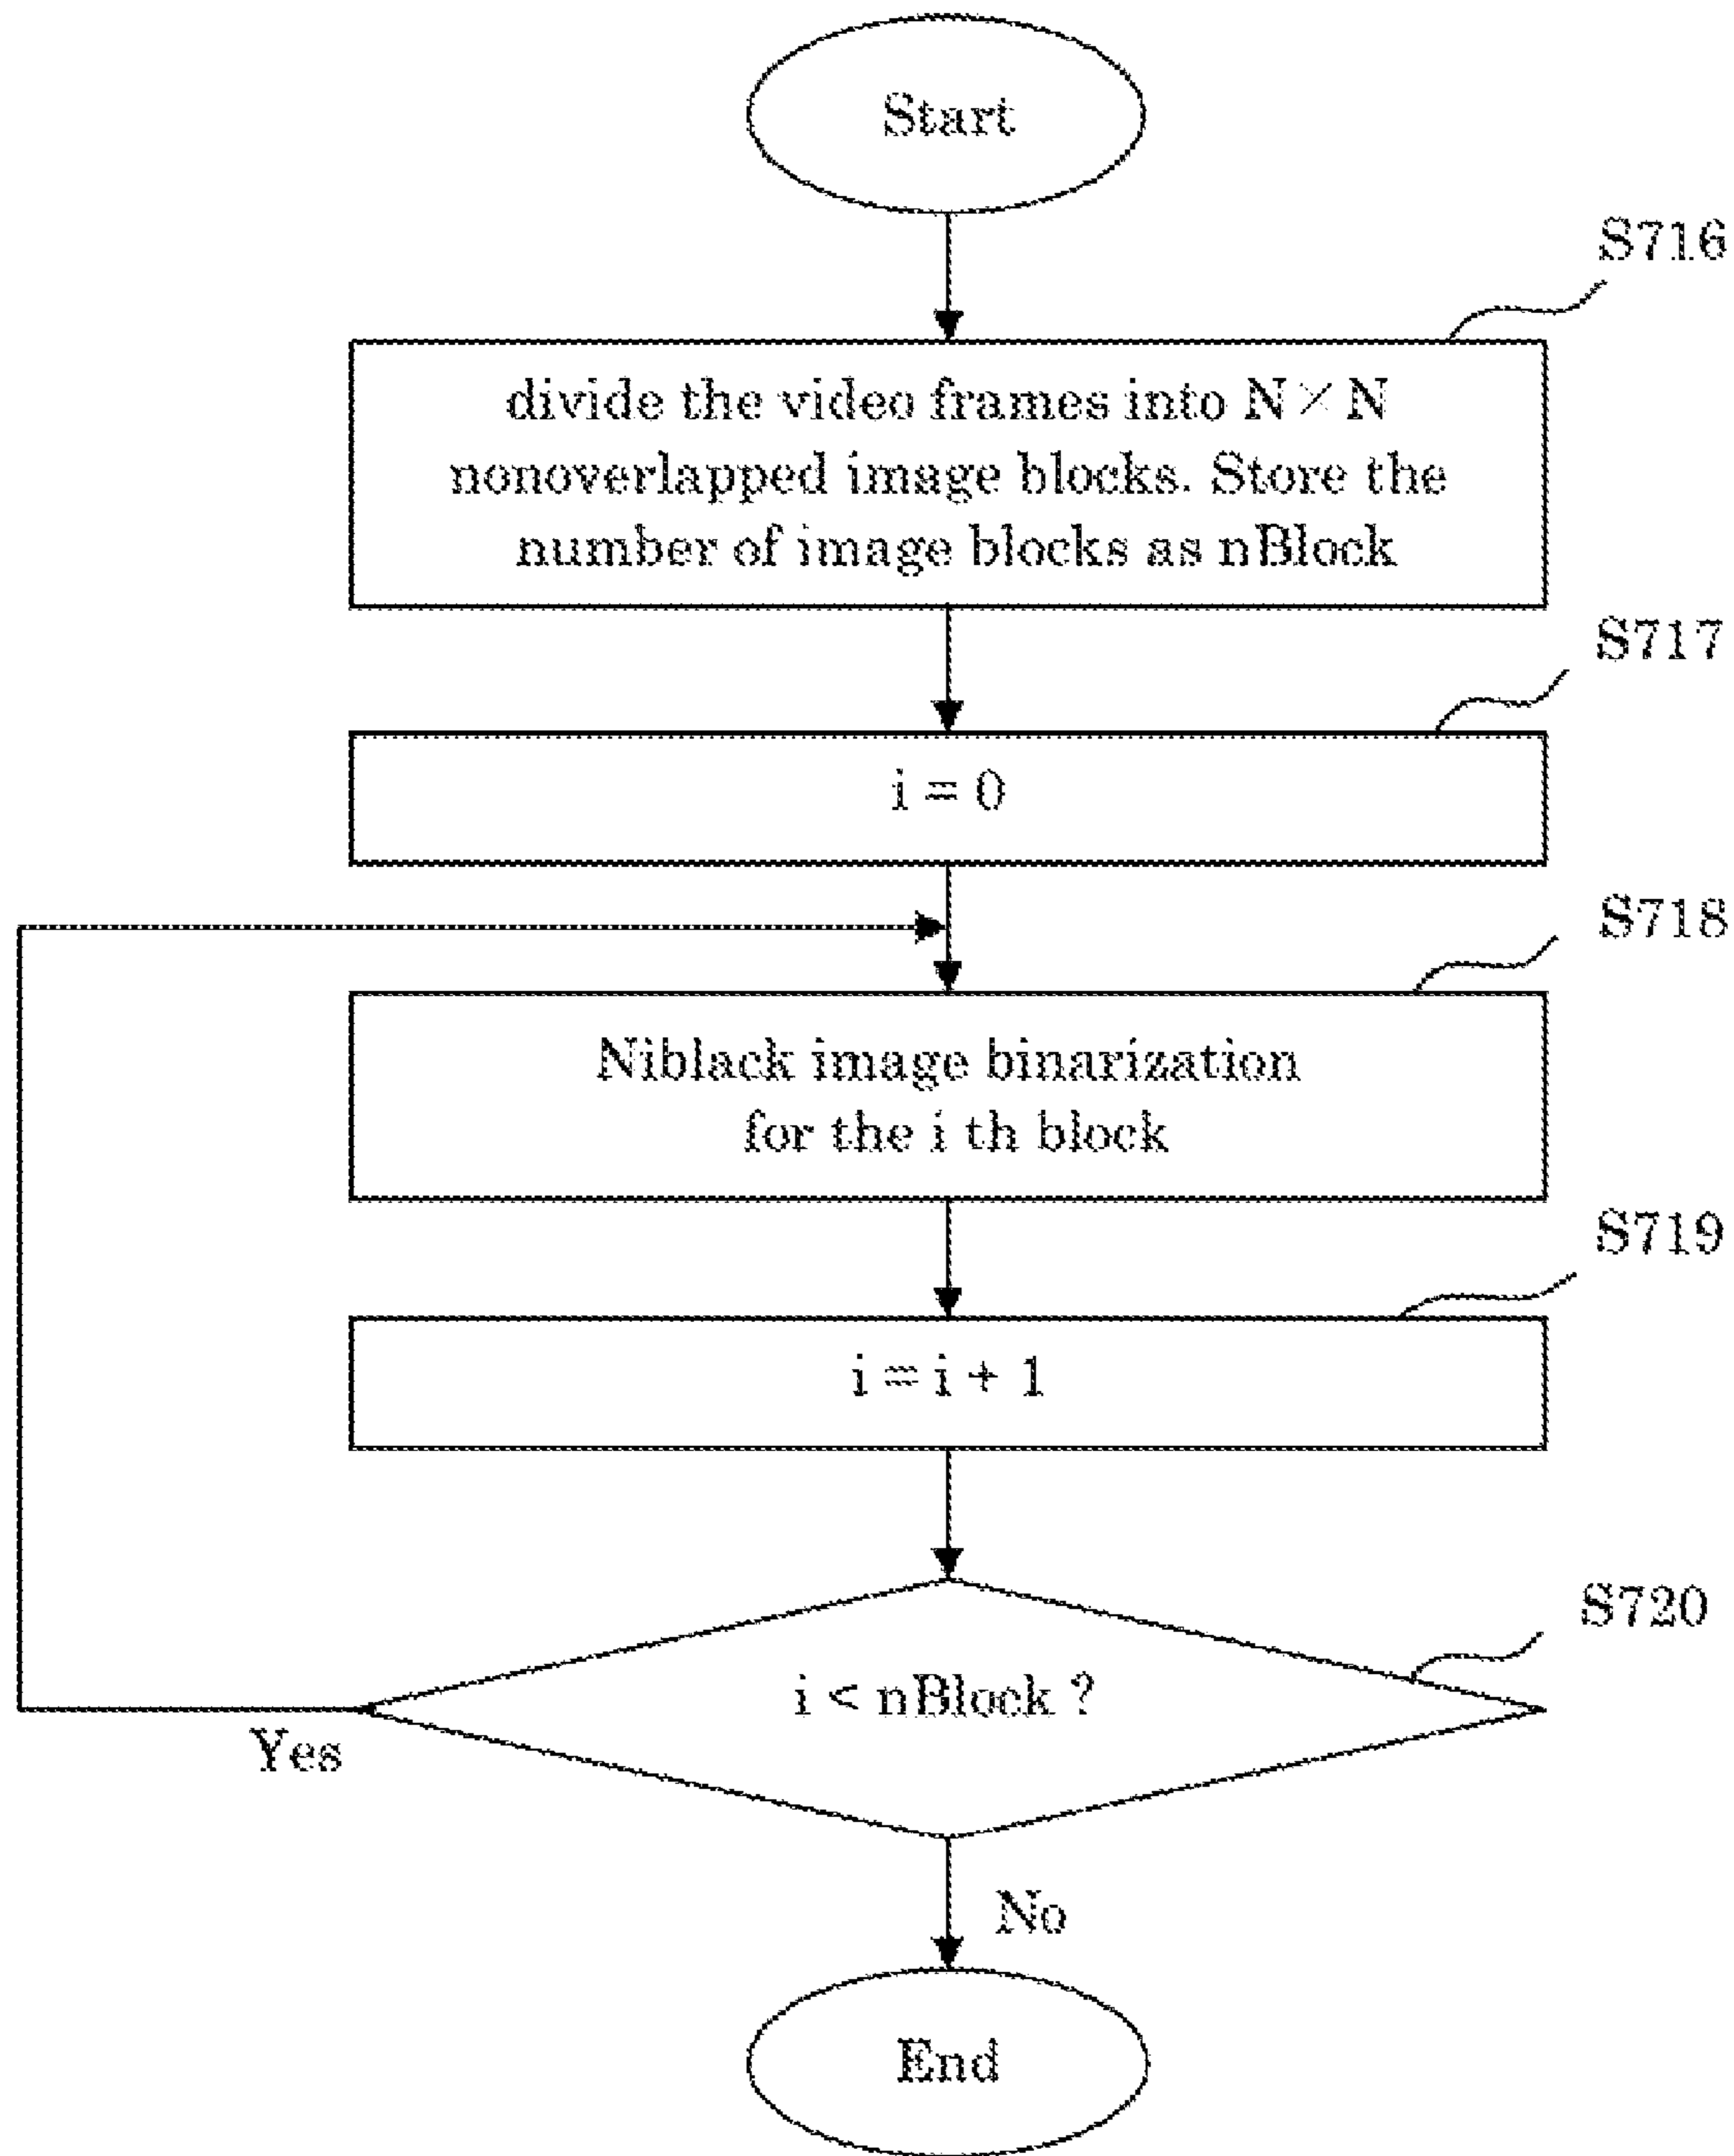 Start
S716
divide the video frames into N×N
nonoverlapped image blocks. Store the
number of image blocks as nBlock
S717
i = 0
S718
Niblack image binarization
for the i th block
S719
i = i + 1
S720
i < nBlock ?
Yes
No
End